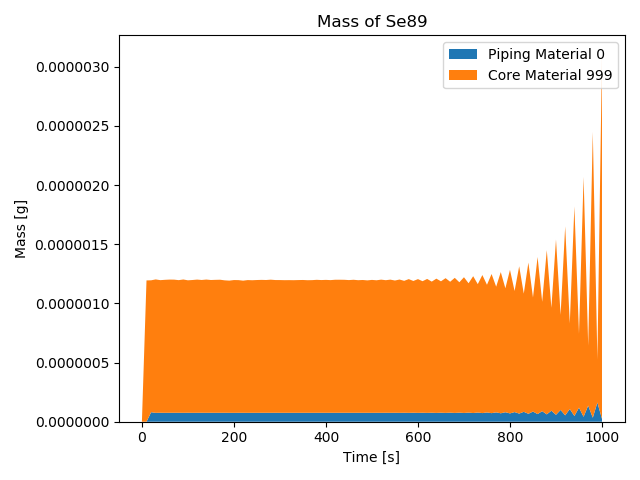 Mass of Se89
Piping Material 0
Core Material 999
Mass [g]
0.0000030
0.0000025
0.0000020
0.0000015
0.0000010
0.0000005
0.0000000
0 200 400 600 800 1000
Time [s]